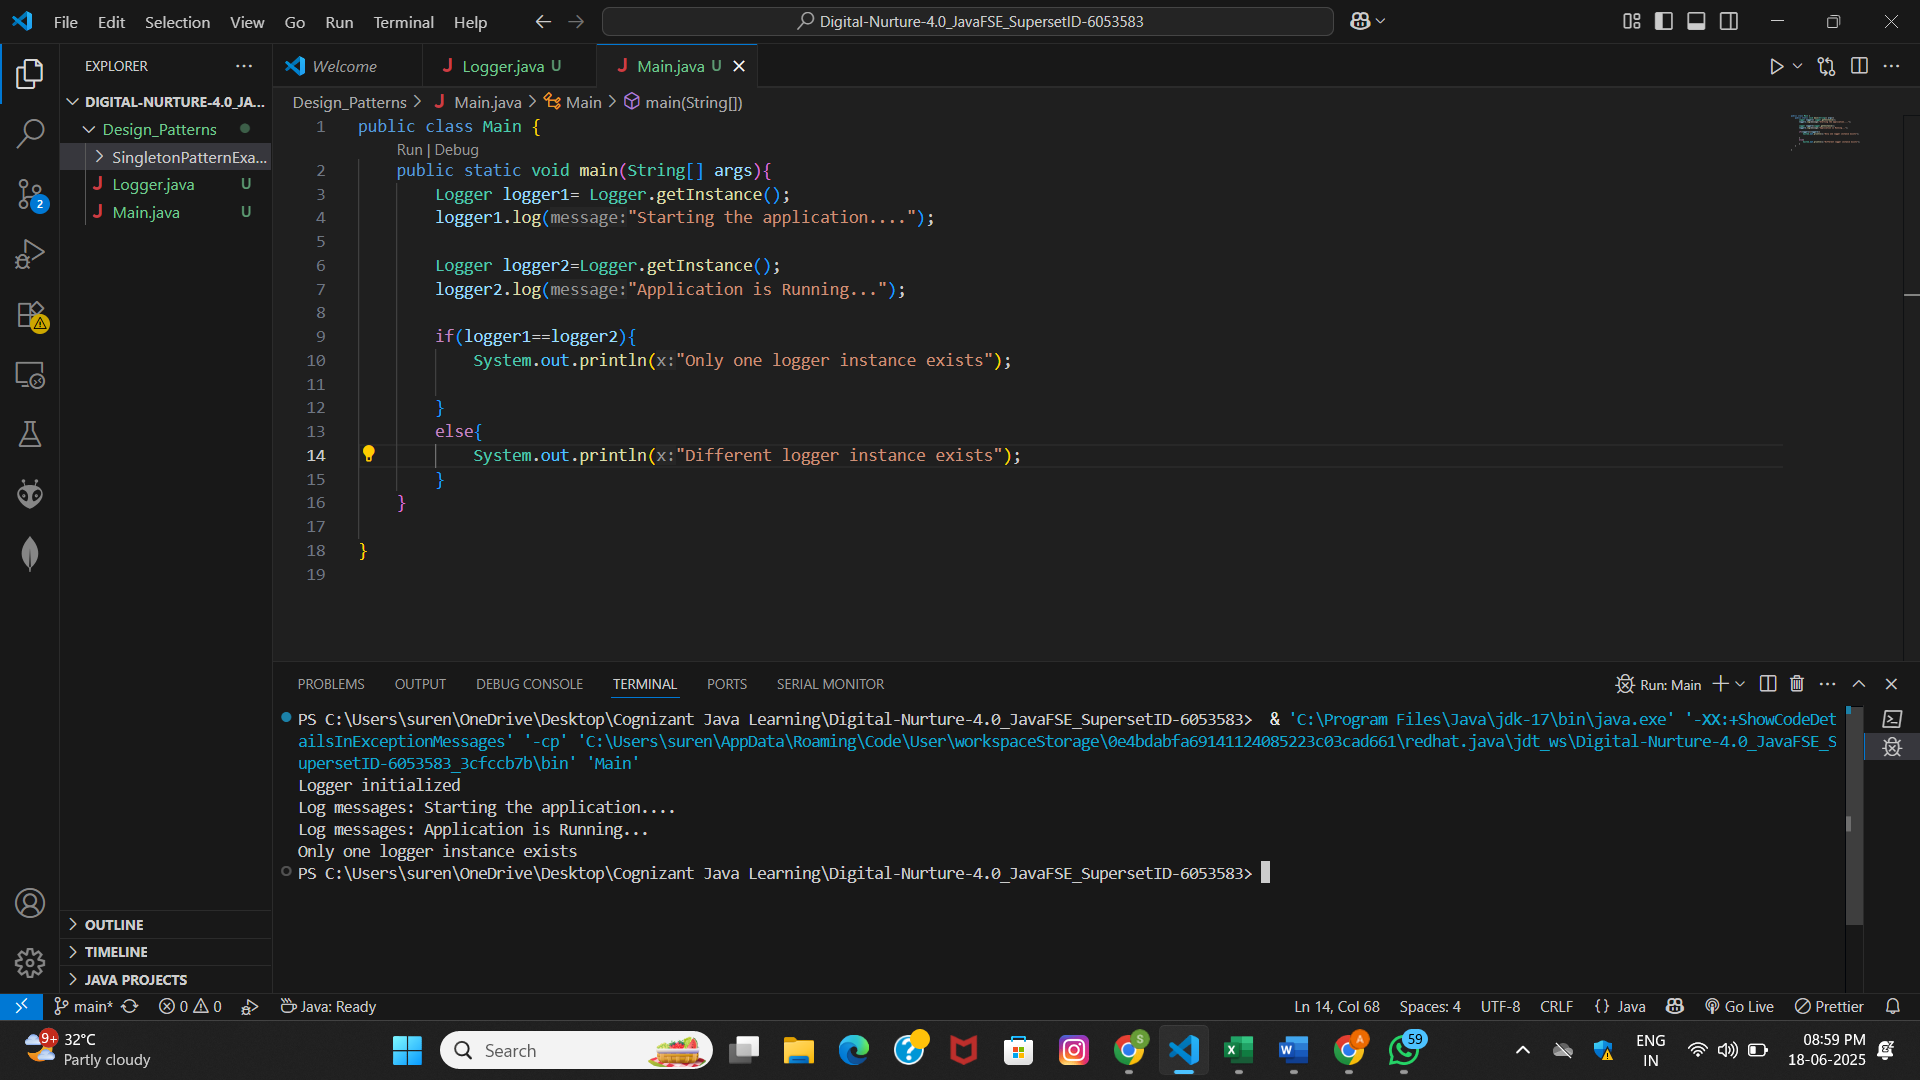 File Edit Selection View Go Run Terminal Help
Digital-Nurture-4.0_JavaFSE_SupersetID-6053583
EXPLORER
DIGITAL-NURTURE-4.0_JA...
Design_Patterns
SingletonPatternExa...
Logger.java U
Main.java U
2
OUTLINE
TIMELINE
JAVA PROJECTS
Welcome Logger.java U Main.java U
Design_Patterns > Main.java > Main > main(String[])
1 public class Main {
Run | Debug
2 public static void main(String[] args){
3 Logger logger1= Logger.getInstance();
4 logger1.log(message:"Starting the application....");
5
6 Logger logger2=Logger.getInstance();
7 logger2.log(message:"Application is Running...");
8
9 if(logger1==logger2){
10 System.out.println(x:"Only one logger instance exists");
11
12 }
13 else{
14 System.out.println(x:"Different logger instance exists");
15 }
16 }
17
18 }
19
PROBLEMS OUTPUT DEBUG CONSOLE TERMINAL PORTS SERIAL MONITOR
Run: Main
PS C:\Users\suren\OneDrive\Desktop\Cognizant Java Learning\Digital-Nurture-4.0_JavaFSE_SupersetID-6053583> & 'C:\Program Files\Java\jdk-17\bin\java.exe' '-XX:+ShowCodeDet
ailsInExceptionMessages' '-cp' 'C:\Users\suren\AppData\Roaming\Code\User\workspaceStorage\0e4bdabfa69141124085223c03cad661\redhat.java\jdt_ws\Digital-Nurture-4.0_JavaFSE_S
upersetID-6053583_3cfccb7b\bin' 'Main'
Logger initialized
Log messages: Starting the application....
Log messages: Application is Running...
Only one logger instance exists
PS C:\Users\suren\OneDrive\Desktop\Cognizant Java Learning\Digital-Nurture-4.0_JavaFSE_SupersetID-6053583>
main* 0 0 Java: Ready
Ln 14, Col 68 Spaces: 4 UTF-8 CRLF {} Java Go Live Prettier
9+ 32°C
Partly cloudy
Search
S
A
59
ENG
IN
08:59 PM
18-06-2025